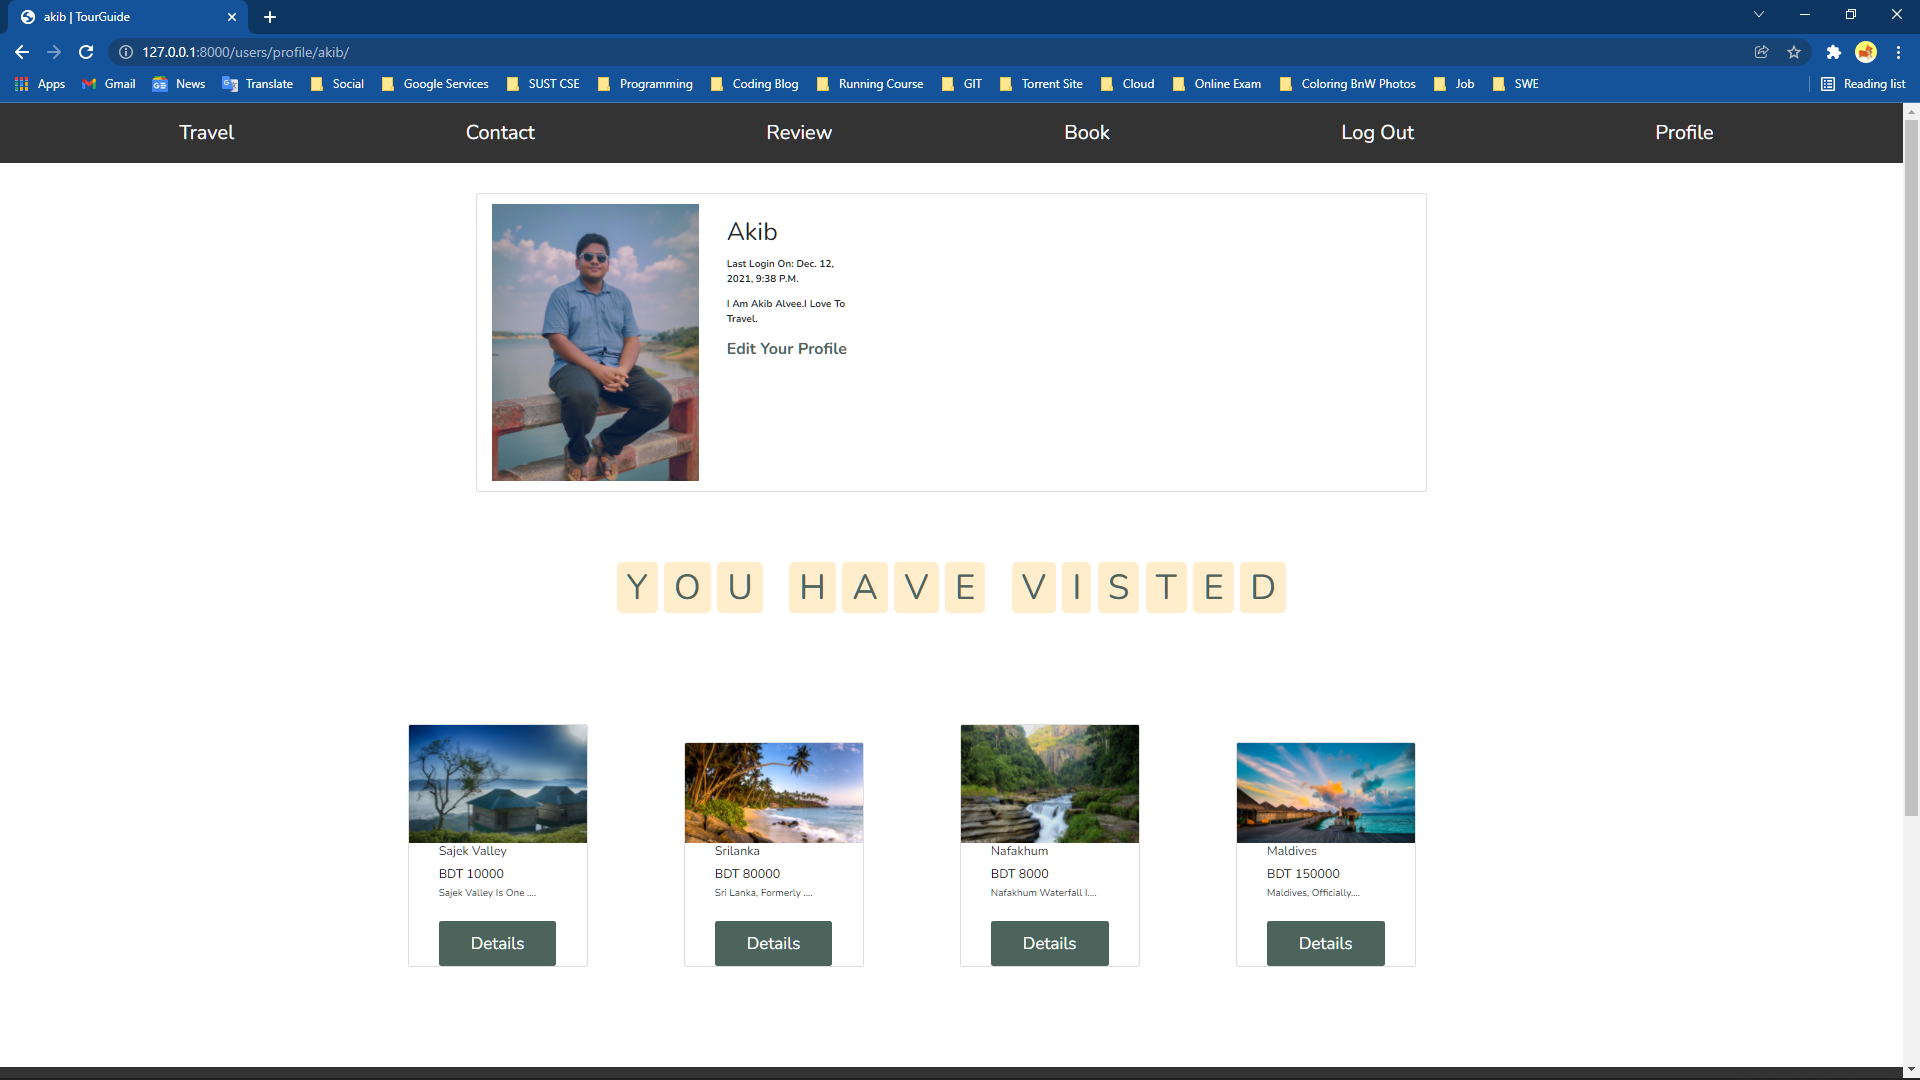 akib | TourGuide
127.0.0.1:8000/users/profile/akib/
Apps Gmail News Translate Social Google Services SUST CSE Programming Coding Blog Running Course GIT Torrent Site Cloud Online Exam Coloring BnW Photos Job SWE Reading list
Travel Contact Review Book Log Out Profile
Akib
Last Login On: Dec. 12,
2021, 9:38 P.M.
I Am Akib Alvee.I Love To
Travel.
Edit Your Profile
YOU HAVE VISTED
Sajek Valley
BDT 10000
Sajek Valley Is One ....
Details
Srilanka
BDT 80000
Sri Lanka, Formerly ....
Details
Nafakhum
BDT 8000
Nafakhum Waterfall I....
Details
Maldives
BDT 150000
Maldives, Officially....
Details